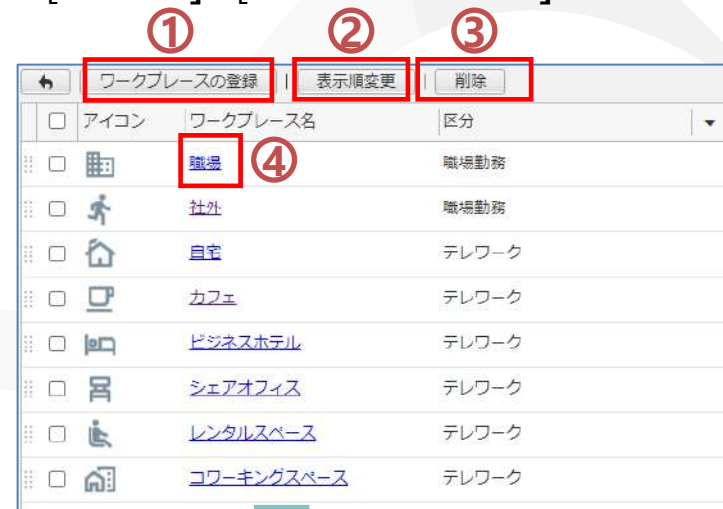 ① ② ③
ワークプレースの登録 | 表示順変更 | 削除
アイコン ワークプレース名 区分
職場 ④ 職場勤務
社外 職場勤務
自宅 テレワーク
カフェ テレワーク
ビジネスホテル テレワーク
シェアオフィス テレワーク
レンタルスペース テレワーク
コワーキングスペース テレワーク